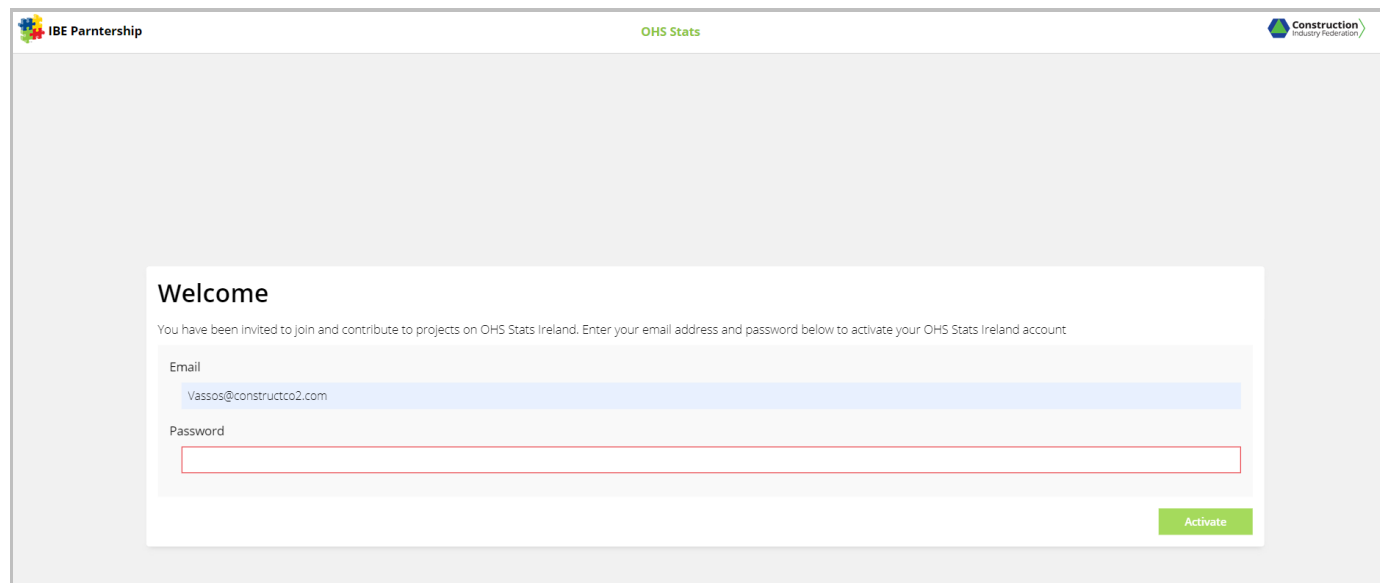 IBE Parntership
OHS Stats
Construction
Industry Federation
Welcome
You have been invited to join and contribute to projects on OHS Stats Ireland. Enter your email address and password below to activate your OHS Stats Ireland account
Email
Vassos@constructco2.com
Password
Activate